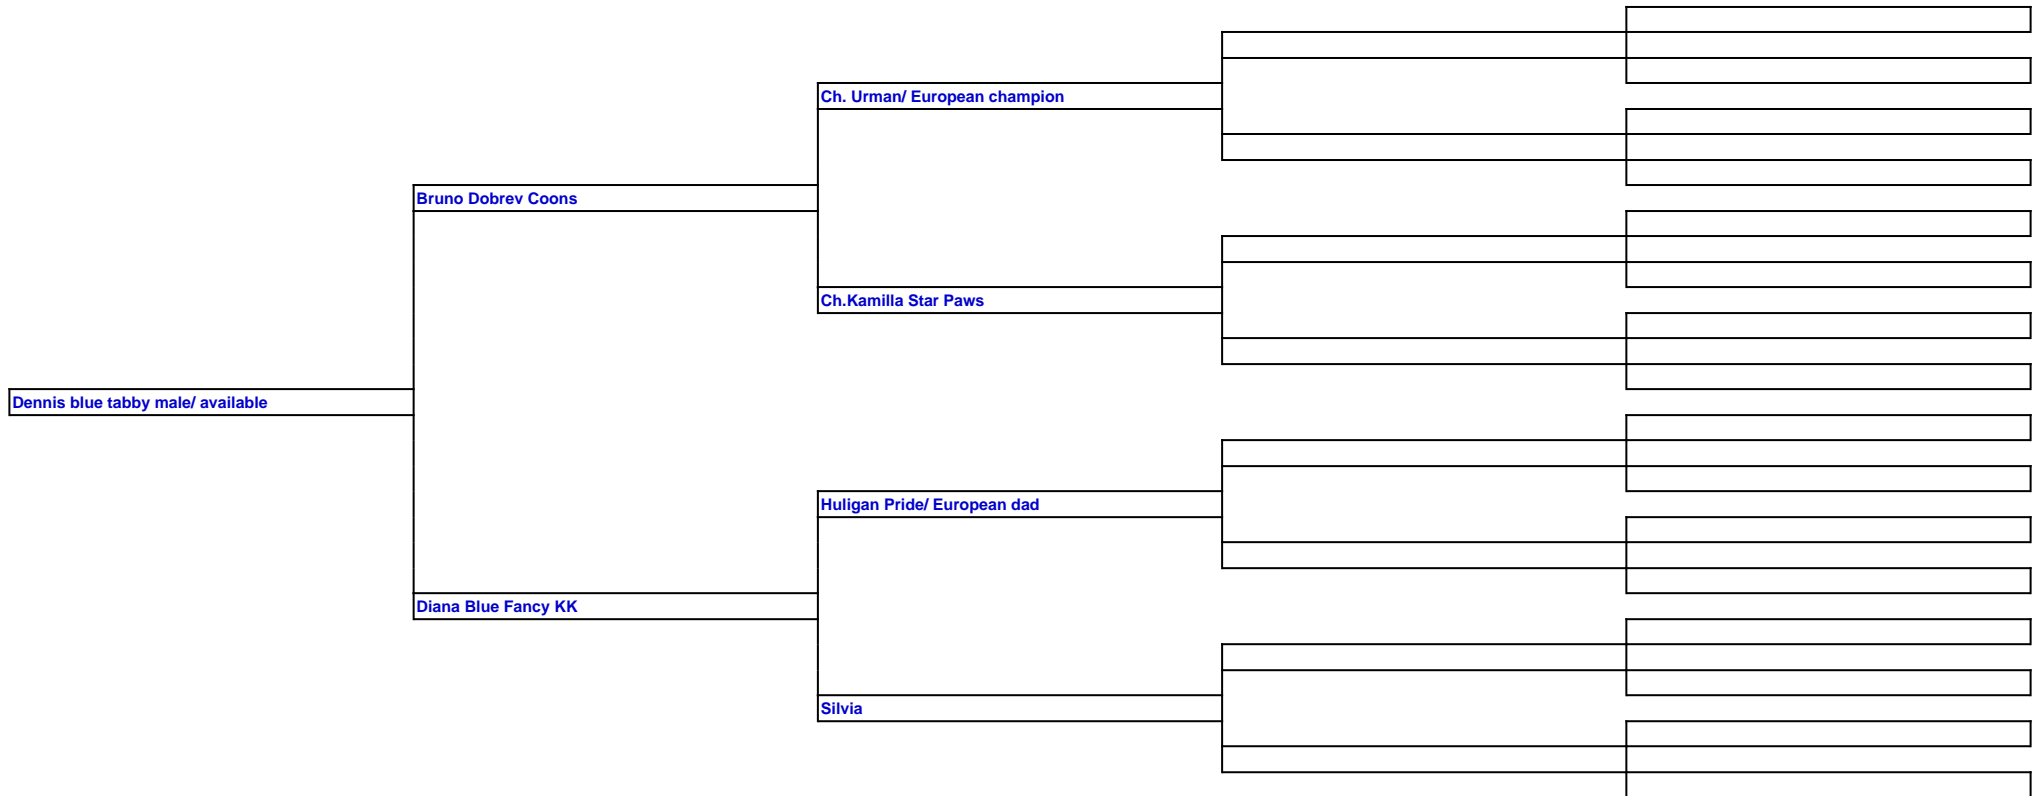 Ch. Urman/ European champion
Bruno Dobrev Coons
Ch.Kamilla Star Paws
Dennis blue tabby male/ available
Huligan Pride/ European dad
Diana Blue Fancy KK
Silvia